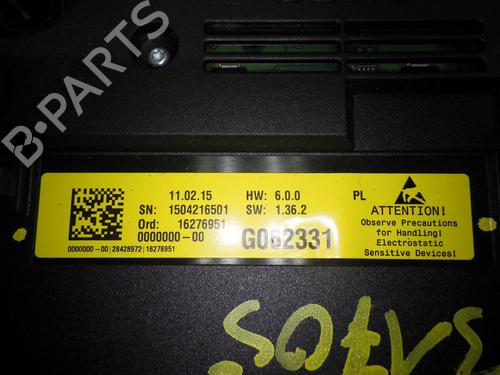 B-PARTS
11.02.15 HW: 6.0.0 PL
SN: 1504216501 SW: 1.36.2
Ord: 16276951
0000000-00 G062331
0000000-00|28428972|16276951
ATTENTION!
Observe Precautions
for Handling!
Electrostatic
Sensitive Devices!